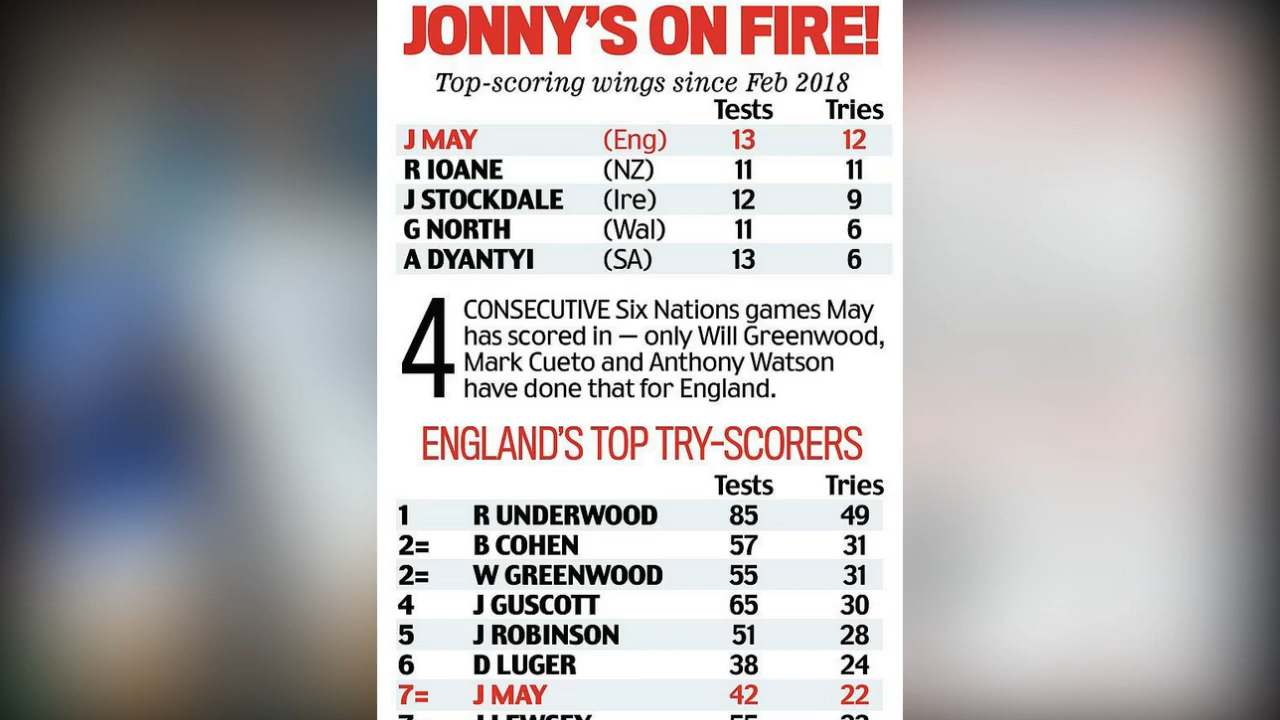 JONNY'S ON FIRE!
Top-scoring wings since Feb 2018
Tests Tries
J MAY (Eng) 13 12
R IOANE (NZ) 11 11
J STOCKDALE (Ire) 12 9
G NORTH (Wal) 11 6
A DYANTYI (SA) 13 6
4 CONSECUTIVE Six Nations games May
has scored in – only Will Greenwood,
Mark Cueto and Anthony Watson
have done that for England.
ENGLAND'S TOP TRY-SCORERS
Tests Tries
1 R UNDERWOOD 85 49
2= B COHEN 57 31
2= W GREENWOOD 55 31
4 J GUSCOTT 65 30
5 J ROBINSON 51 28
6 D LUGER 38 24
7= J MAY 42 22